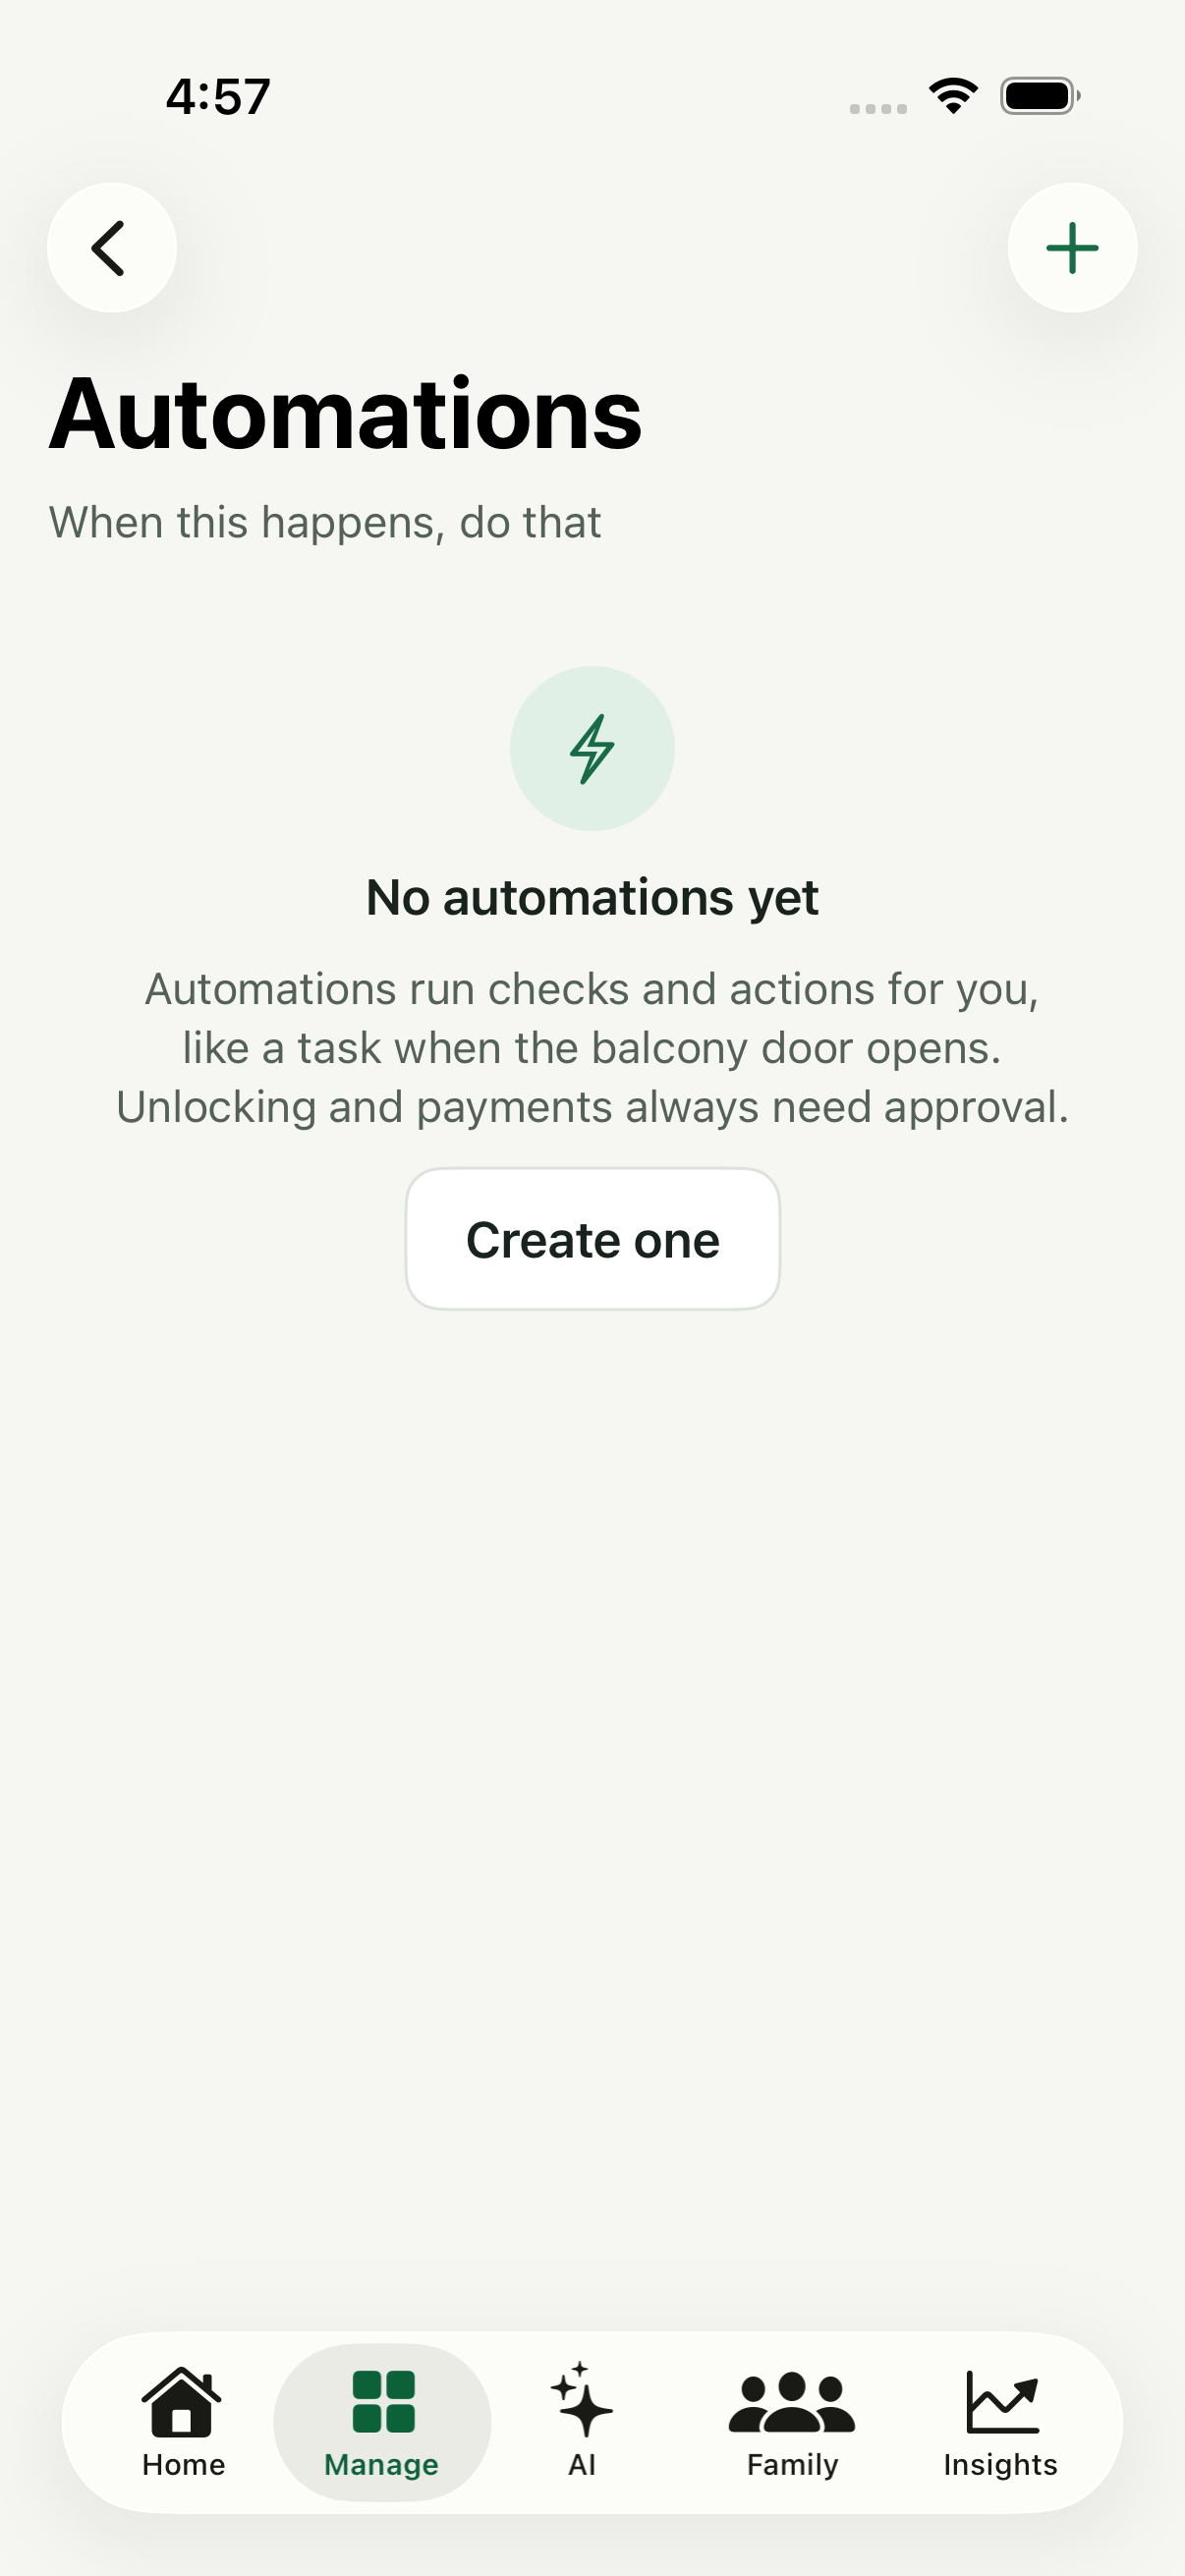 4:57
Automations
When this happens, do that
No automations yet
Automations run checks and actions for you,
like a task when the balcony door opens.
Unlocking and payments always need approval.
Create one
Home
Manage
AI
Family
Insights